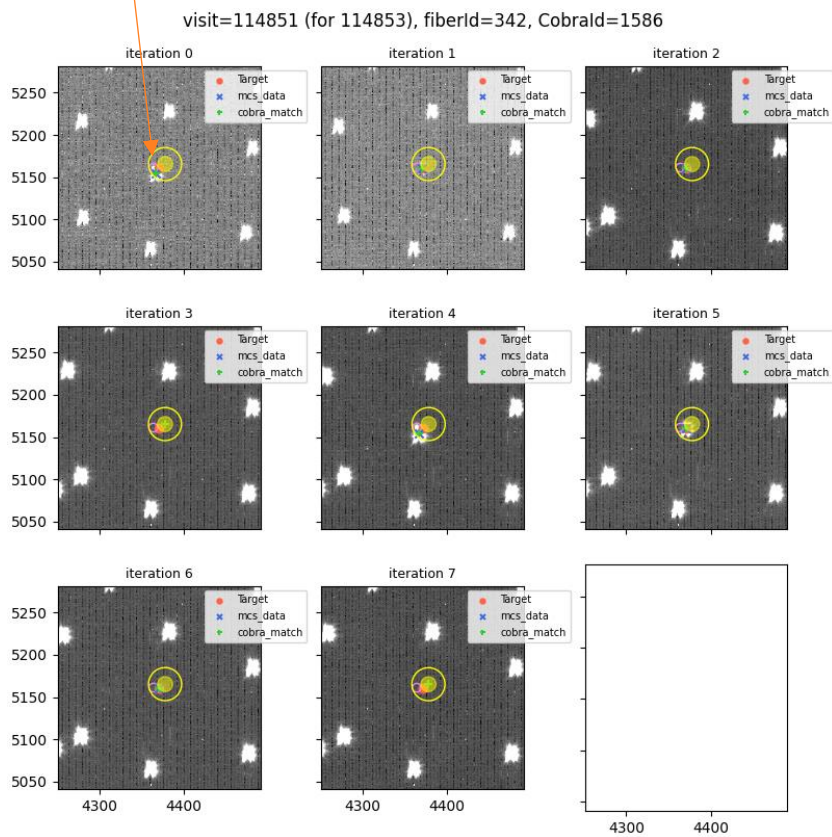 visit=114851 (for 114853), fiberId=342, CobraId=1586
iteration 0
iteration 1
iteration 2
Target
mcs_data
cobra_match
Target
mcs_data
cobra_match
Target
mcs_data
cobra_match
5250
5200
5150
5100
5050
4300
4400
iteration 3
iteration 4
iteration 5
Target
mcs_data
cobra_match
Target
mcs_data
cobra_match
Target
mcs_data
cobra_match
5250
5200
5150
5100
5050
iteration 6
iteration 7
Target
mcs_data
cobra_match
Target
mcs_data
cobra_match
5250
5200
5150
5100
5050
4300
4400
4300
4400
4300
4400